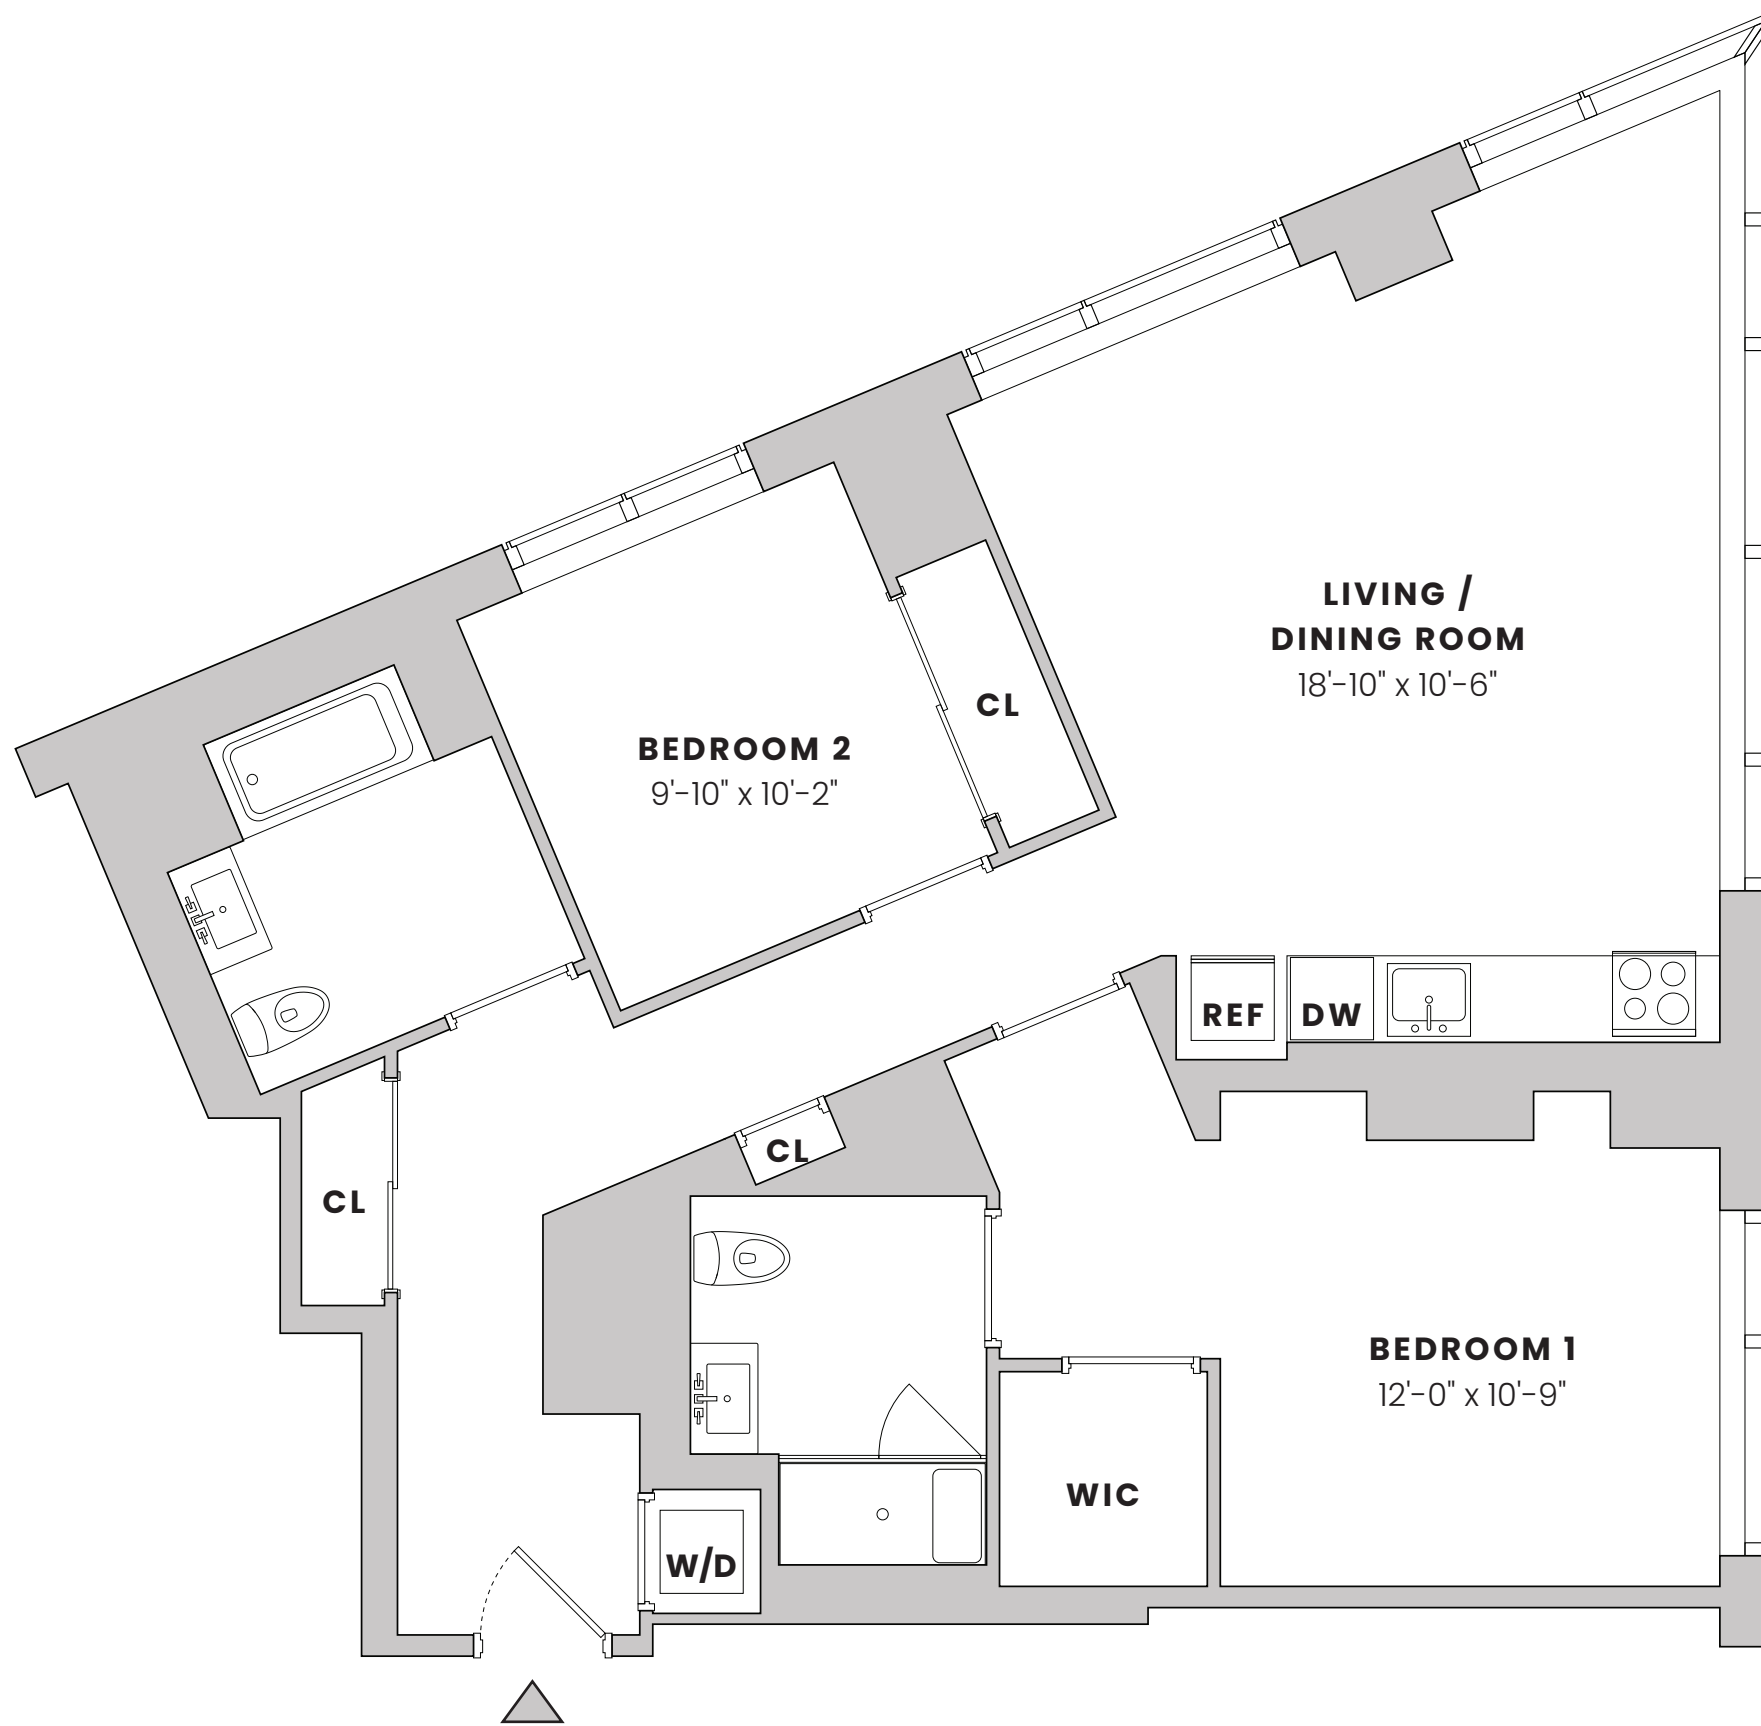 LIVING /
DINING ROOM
18'-10" x 10'-6"
CL
BEDROOM 2
9'-10" x 10'-2"
REF
DW
CL
CL
BEDROOM 1
12'-0" x 10'-9"
WIC
W/D